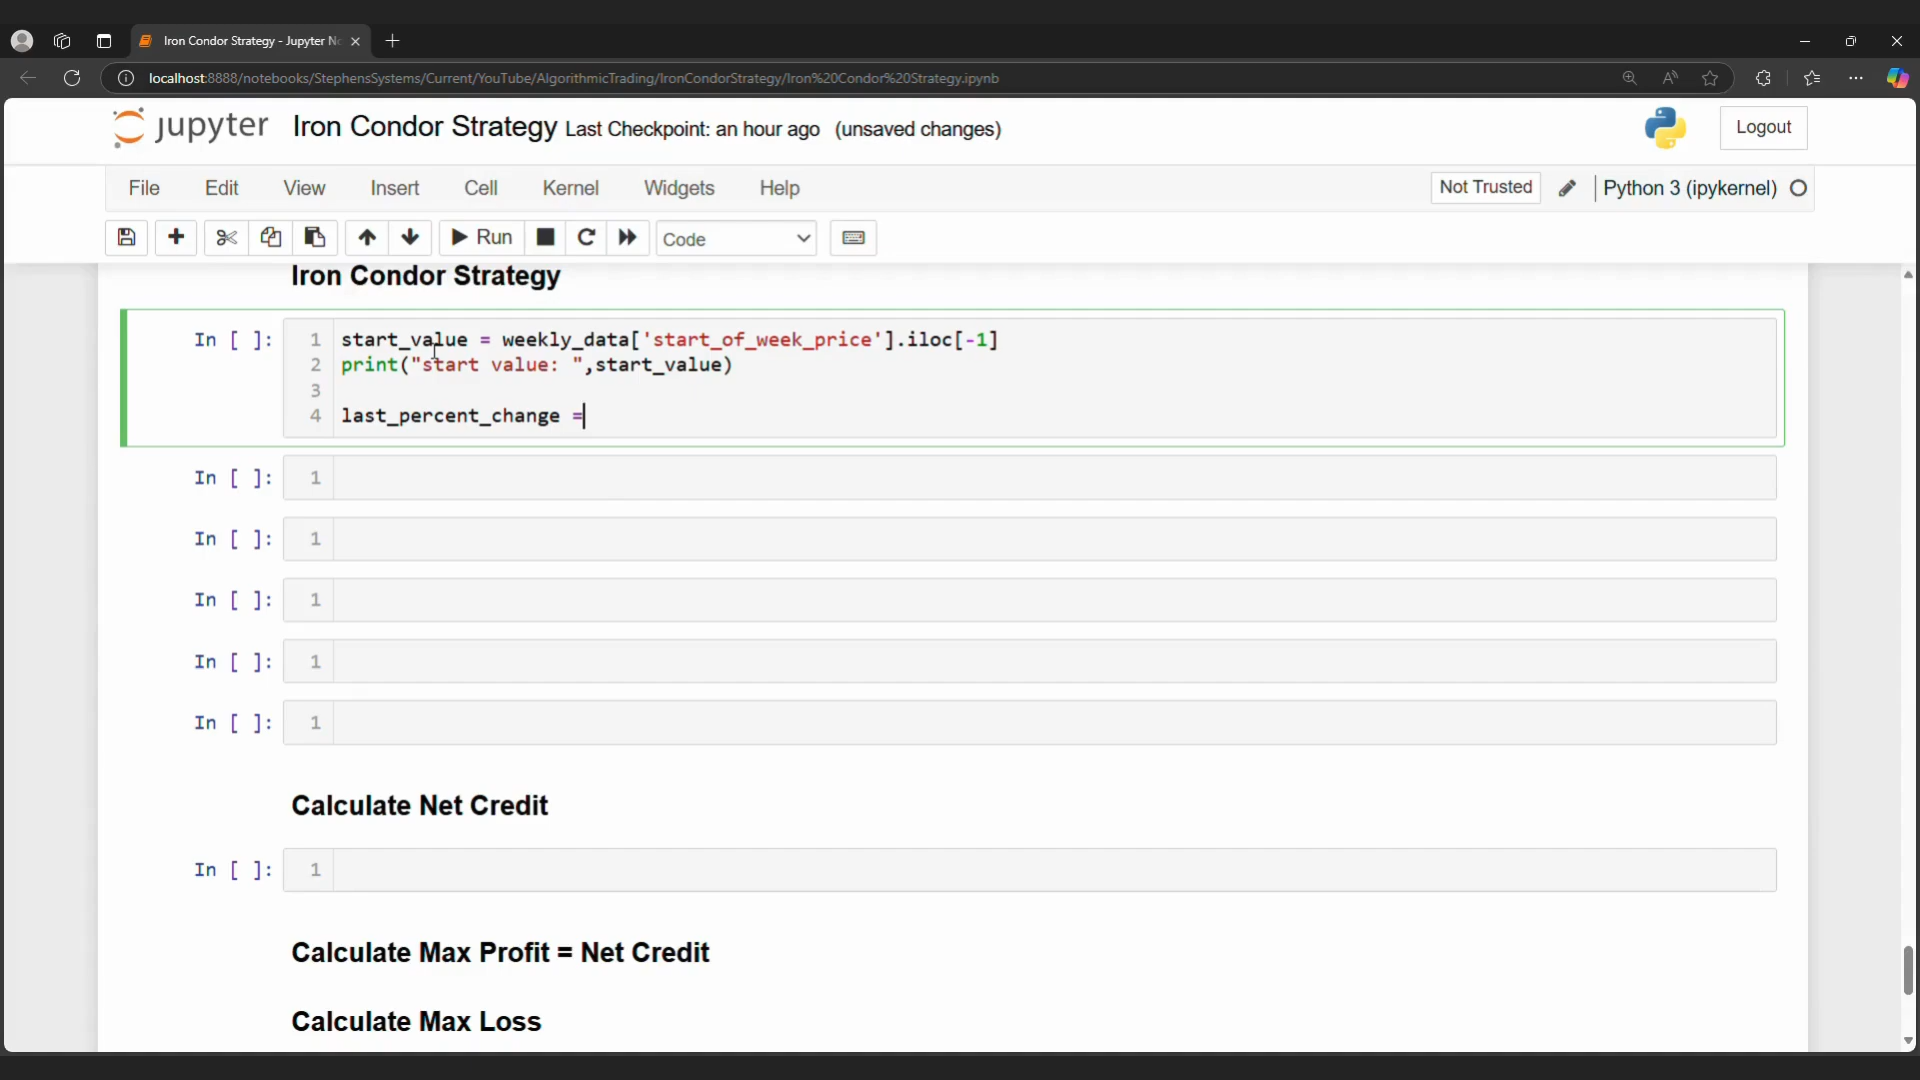 Iron Condor Strategy - Jupyter No
localhost:8888/notebooks/StephensSystems/Current/YouTube/AlgorithmicTrading/IronCondorStrategy/Iron%20Condor%20Strategy.ipynb
jupyter Iron Condor Strategy Last Checkpoint: an hour ago (unsaved changes)
Logout
File Edit View Insert Cell Kernel Widgets Help
Not Trusted Python 3 (ipykernel)
Run Code
Iron Condor Strategy
In [ ]: 1 start_value = weekly_data['start_of_week_price'].iloc[-1]
2 print("start value: ",start_value)
3
4 last_percent_change =
In [ ]: 1
In [ ]: 1
In [ ]: 1
In [ ]: 1
In [ ]: 1
Calculate Net Credit
In [ ]: 1
Calculate Max Profit = Net Credit
Calculate Max Loss